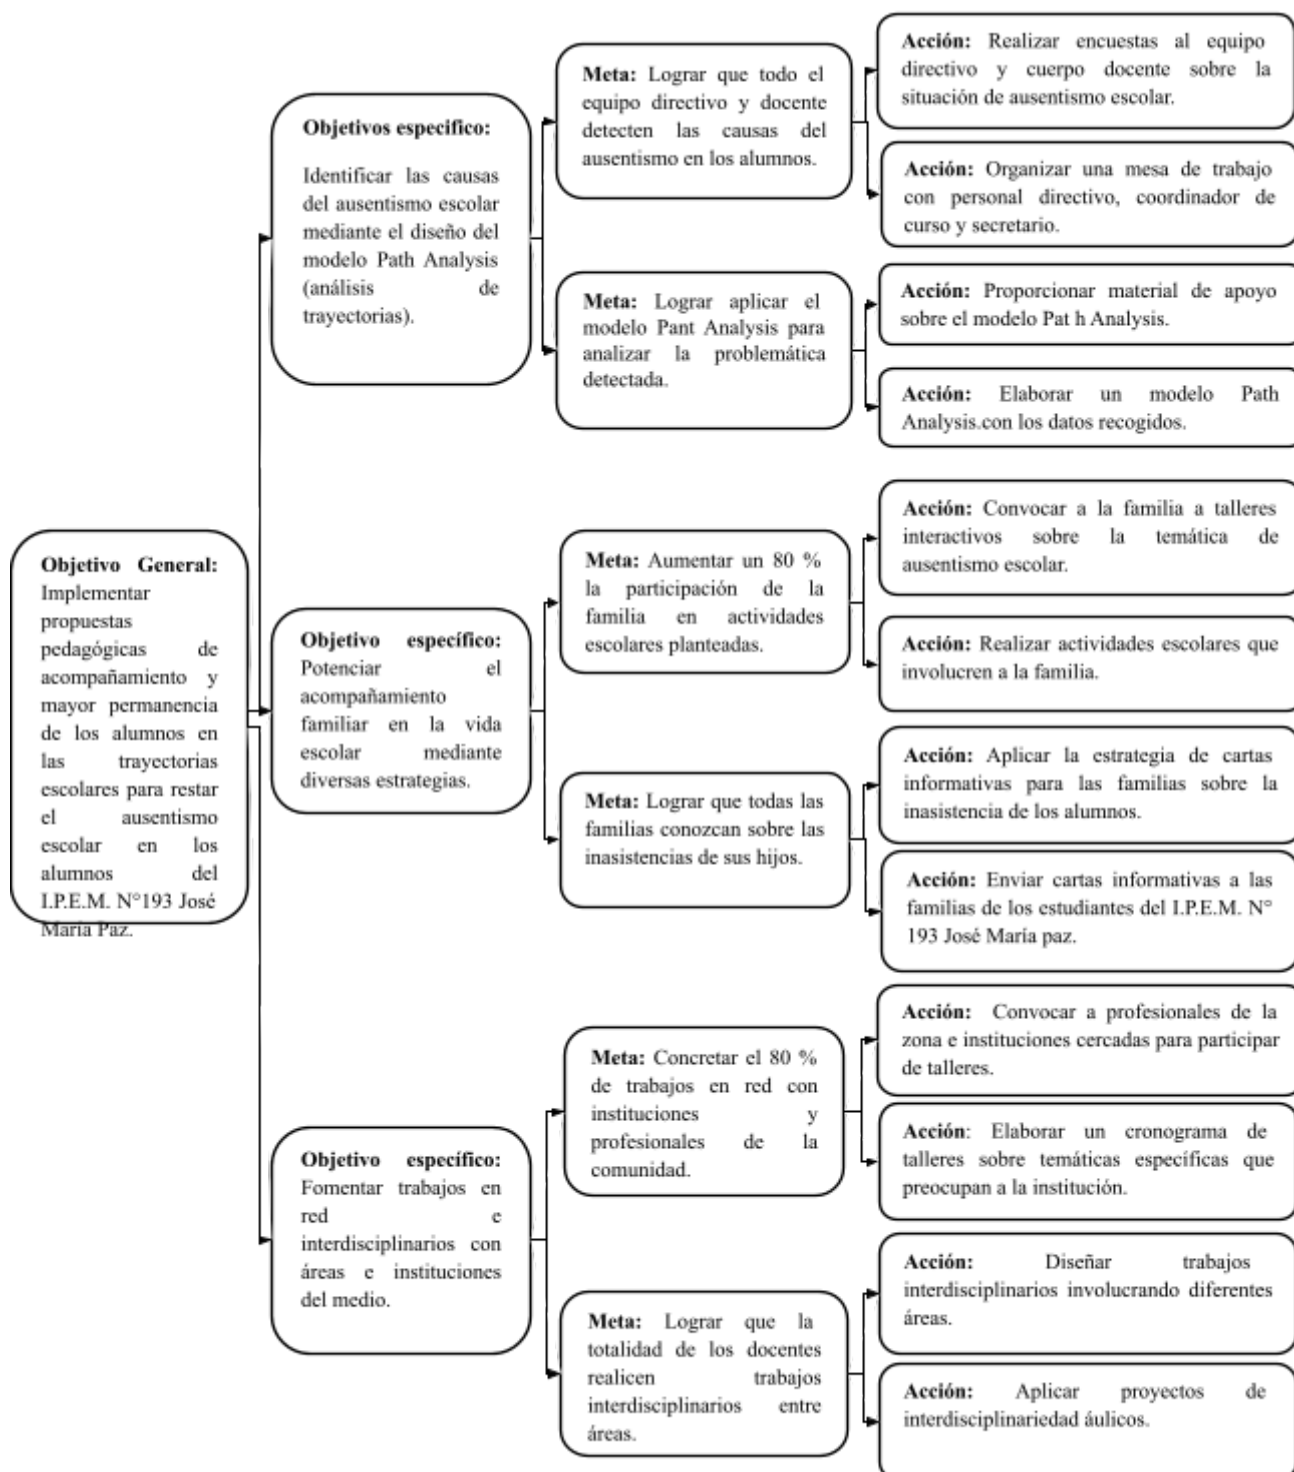 Objetivo General:
Implementar
propuestas
pedagógicas de
acompañamiento y
mayor permanencia
de los alumnos en
las trayectorias
escolares para restar
el ausentismo
escolar en los
alumnos del
I.P.E.M. N°193 José
María Paz.
Objetivos especifico:
Identificar las causas
del ausentismo escolar
mediante el diseño del
modelo Path Analysis
(análisis de
trayectorias).
Meta: Lograr que todo el
equipo directivo y docente
detecten las causas del
ausentismo en los alumnos.
Acción: Realizar encuestas al equipo
directivo y cuerpo docente sobre la
situación de ausentismo escolar.
Acción: Organizar una mesa de trabajo
con personal directivo, coordinador de
curso y secretario.
Meta: Lograr aplicar el
modelo Pant Analysis para
analizar la problemática
detectada.
Acción: Proporcionar material de apoyo
sobre el modelo Pat h Analysis.
Acción: Elaborar un modelo Path
Analysis.con los datos recogidos.
Objetivo específico:
Potenciar el
acompañamiento
familiar en la vida
escolar mediante
diversas estrategias.
Meta: Aumentar un 80 %
la participación de la
familia en actividades
escolares planteadas.
Acción: Convocar a la familia a talleres
interactivos sobre la temática de
ausentismo escolar.
Acción: Realizar actividades escolares que
involucren a la familia.
Meta: Lograr que todas las
familias conozcan sobre las
inasistencias de sus hijos.
Acción: Aplicar la estrategia de cartas
informativas para las familias sobre la
inasistencia de los alumnos.
Acción: Enviar cartas informativas a las
familias de los estudiantes del I.P.E.M. N°
193 José María paz.
Objetivo específico:
Fomentar trabajos en
red e
interdisciplinarios con
áreas e instituciones
del medio.
Meta: Concretar el 80 %
de trabajos en red con
instituciones y
profesionales de la
comunidad.
Acción: Convocar a profesionales de la
zona e instituciones cercadas para participar
de talleres.
Acción: Elaborar un cronograma de
talleres sobre temáticas específicas que
preocupan a la institución.
Meta: Lograr que la
totalidad de los docentes
realicen trabajos
interdisciplinarios entre
áreas.
Acción: Diseñar trabajos
interdisciplinarios involucrando diferentes
áreas.
Acción: Aplicar proyectos de
interdisciplinariedad áulicos.